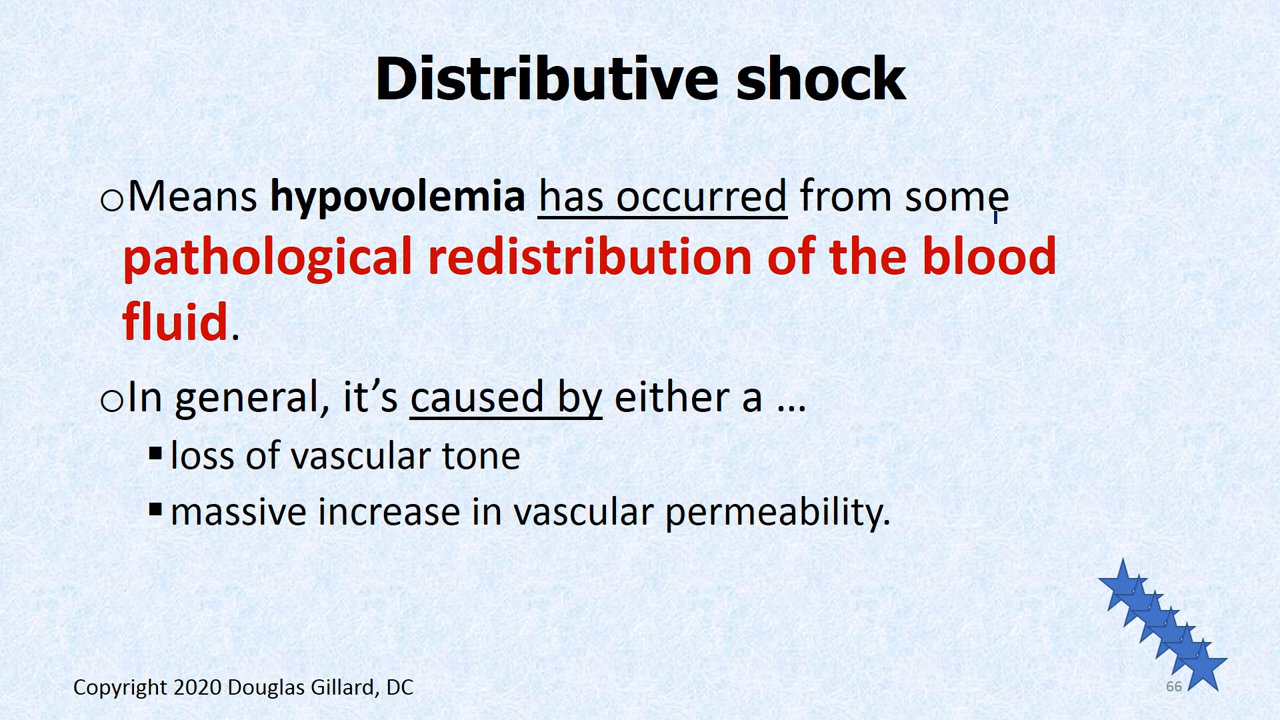 Distributive shock
○Means hypovolemia has occurred from some
pathological redistribution of the blood
fluid.
○In general, it’s caused by either a …
▪loss of vascular tone
▪massive increase in vascular permeability.
Copyright 2020 Douglas Gillard, DC
66